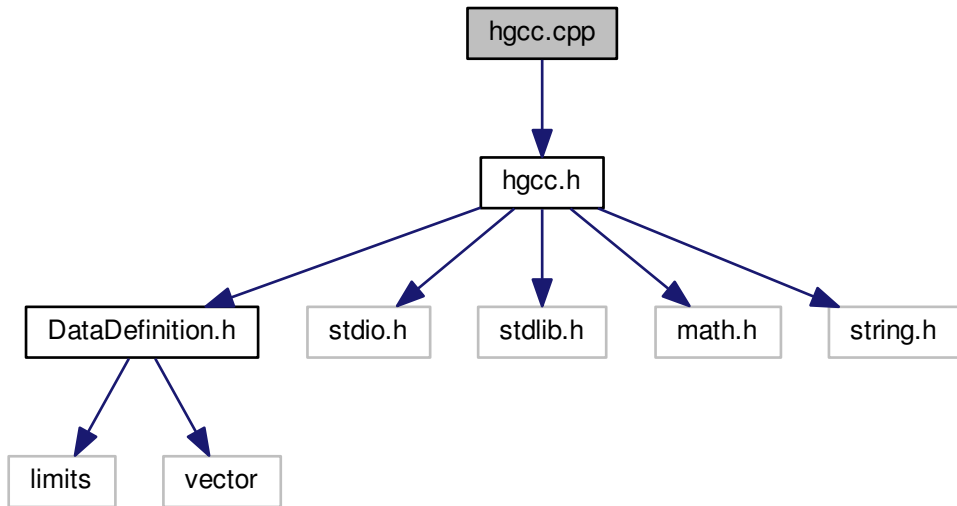 hgcc.cpp
hgcc.h
DataDefinition.h
stdio.h
stdlib.h
math.h
string.h
limits
vector